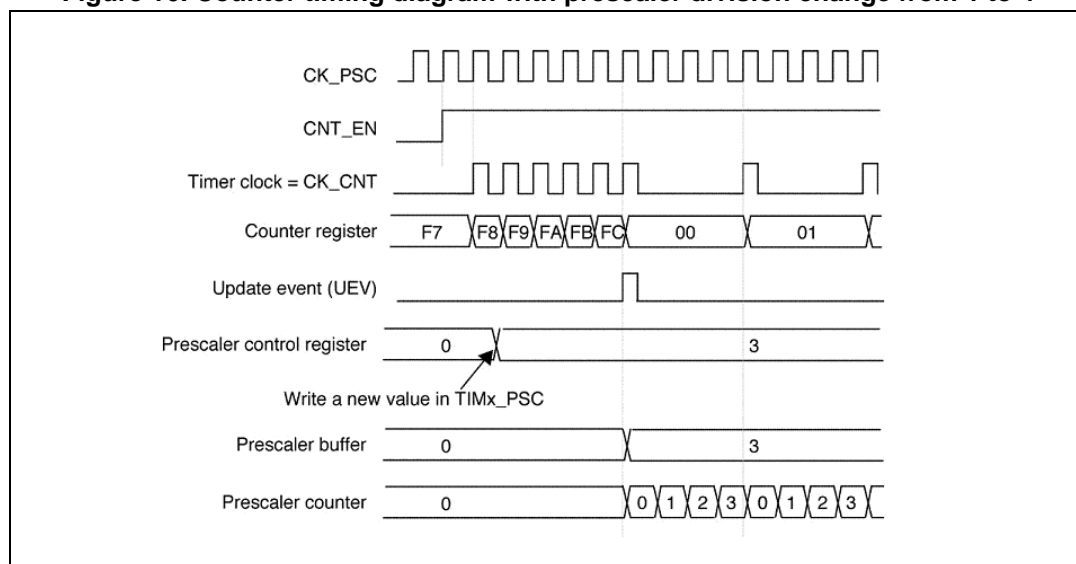 CK_PSC
CNT_EN
Timer clock = CK_CNT
Counter register F7 F8 F9 FA FB FC 00 01
Update event (UEV)
Prescaler control register 0 3
Write a new value in TIMx_PSC
Prescaler buffer 0 3
Prescaler counter 0 0 1 2 3 0 1 2 3